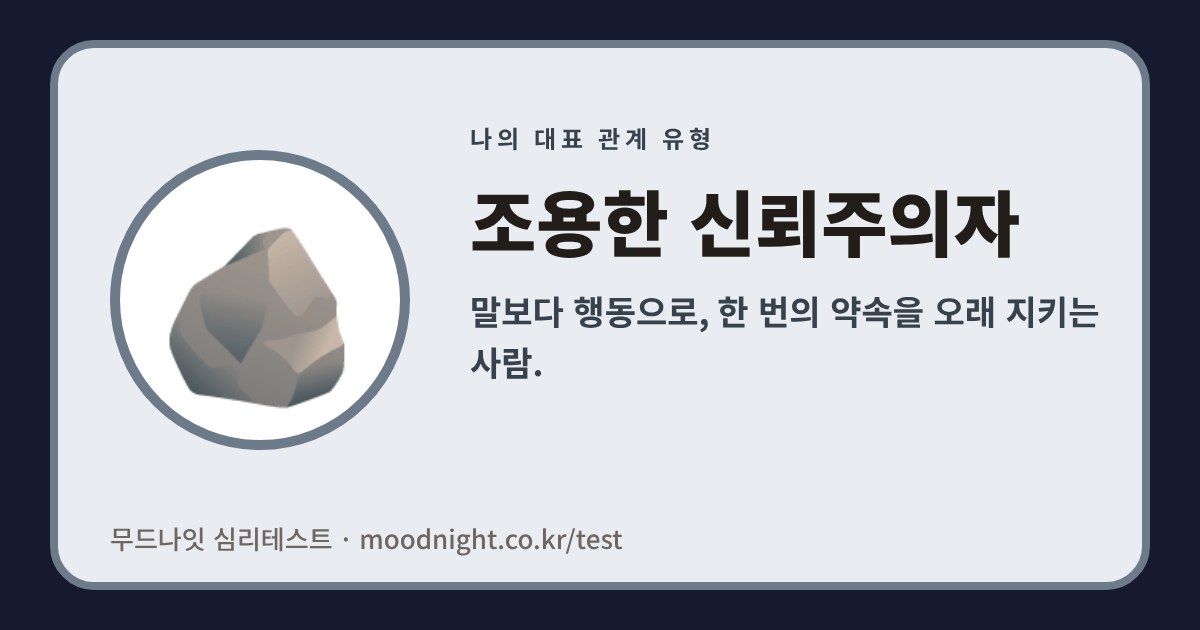 나의 대표 관계 유형
조용한 신뢰주의자
말보다 행동으로, 한 번의 약속을 오래 지키는
사람.
무드나잇 심리테스트 · moodnight.co.kr/test